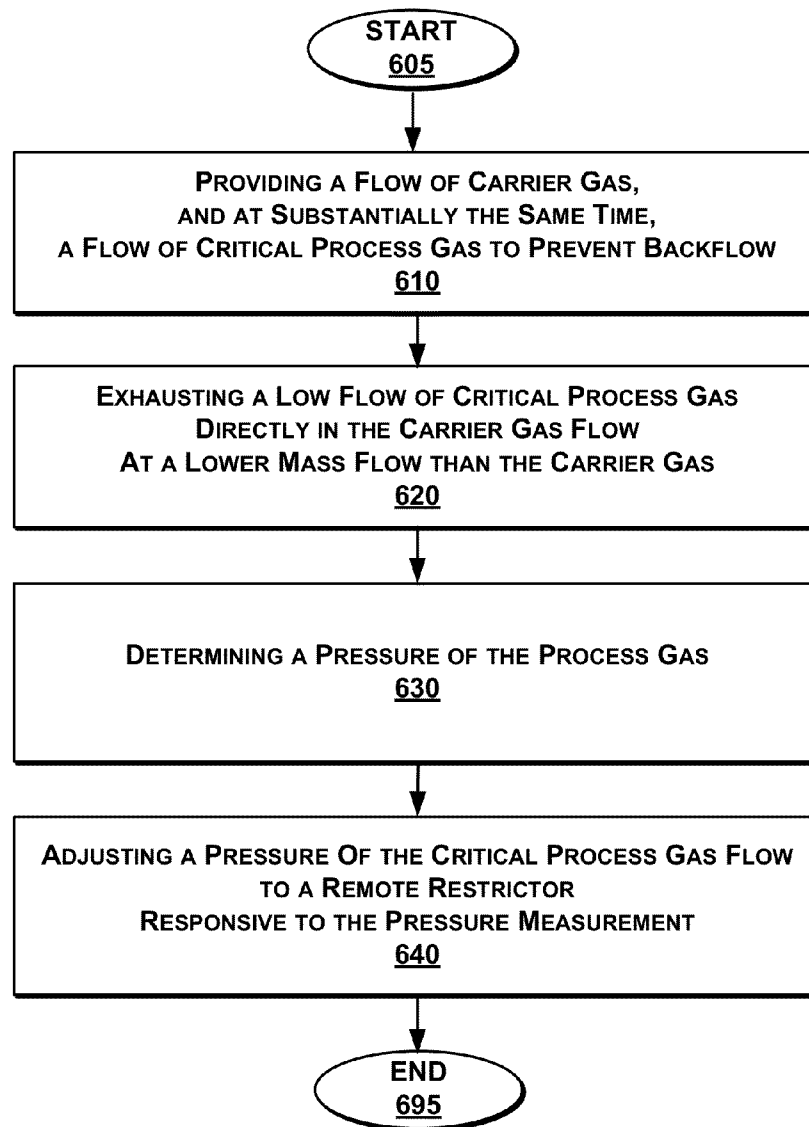 START
605
PROVIDING A FLOW OF CARRIER GAS,
AND AT SUBSTANTIALLY THE SAME TIME,
A FLOW OF CRITICAL PROCESS GAS TO PREVENT BACKFLOW
610
EXHAUSTING A LOW FLOW OF CRITICAL PROCESS GAS
DIRECTLY IN THE CARRIER GAS FLOW
AT A LOWER MASS FLOW THAN THE CARRIER GAS
620
DETERMINING A PRESSURE OF THE PROCESS GAS
630
ADJUSTING A PRESSURE OF THE CRITICAL PROCESS GAS FLOW
TO A REMOTE RESTRICTOR
RESPONSIVE TO THE PRESSURE MEASUREMENT
640
END
695